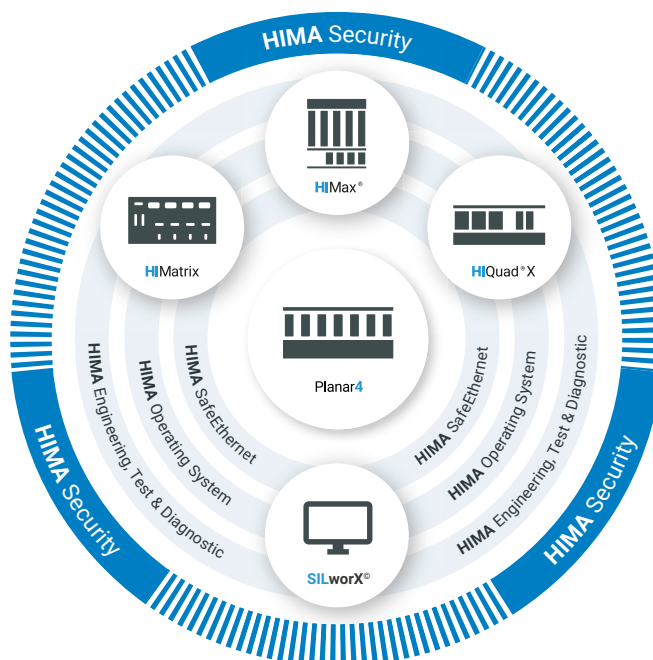 HIMA Security
HIMax®
HIMatrix
HIQuad®X
Planar4
HIMA SafeEthernet
HIMA Operating System
HIMA Engineering, Test & Diagnostic
HIMA SafeEthernet
HIMA Operating System
HIMA Engineering, Test & Diagnostic
HIMA Security
HIMA Security
SILworX©